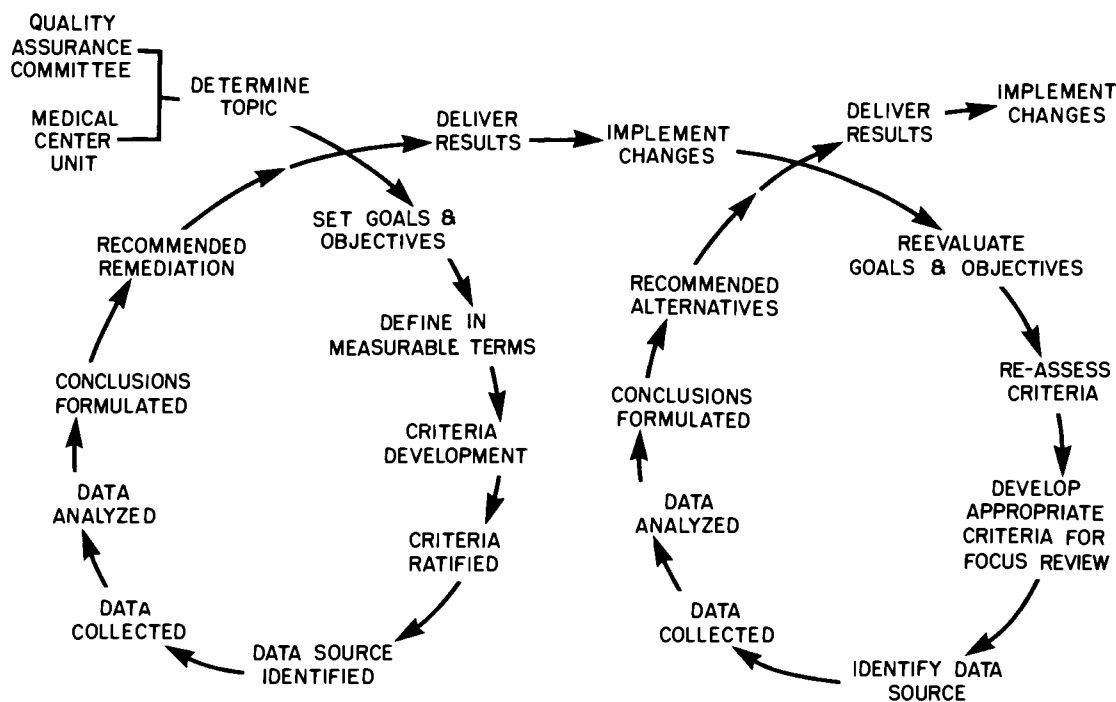 QUALITY
ASSURANCE
COMMITTEE
MEDICAL
CENTER
UNIT
DETERMINE
TOPIC
SET GOALS &
OBJECTIVES
DEFINE IN
MEASURABLE TERMS
CRITERIA
DEVELOPMENT
CRITERIA
RATIFIED
DATA SOURCE
IDENTIFIED
DATA
COLLECTED
DATA
ANALYZED
CONCLUSIONS
FORMULATED
RECOMMENDED
REMEDIATION
DELIVER
RESULTS
IMPLEMENT
CHANGES
REEVALUATE
GOALS & OBJECTIVES
RE-ASSESS
CRITERIA
DEVELOP
APPROPRIATE
CRITERIA FOR
FOCUS REVIEW
IDENTIFY DATA
SOURCE
DATA
COLLECTED
DATA
ANALYZED
CONCLUSIONS
FORMULATED
RECOMMENDED
ALTERNATIVES
DELIVER
RESULTS
IMPLEMENT
CHANGES